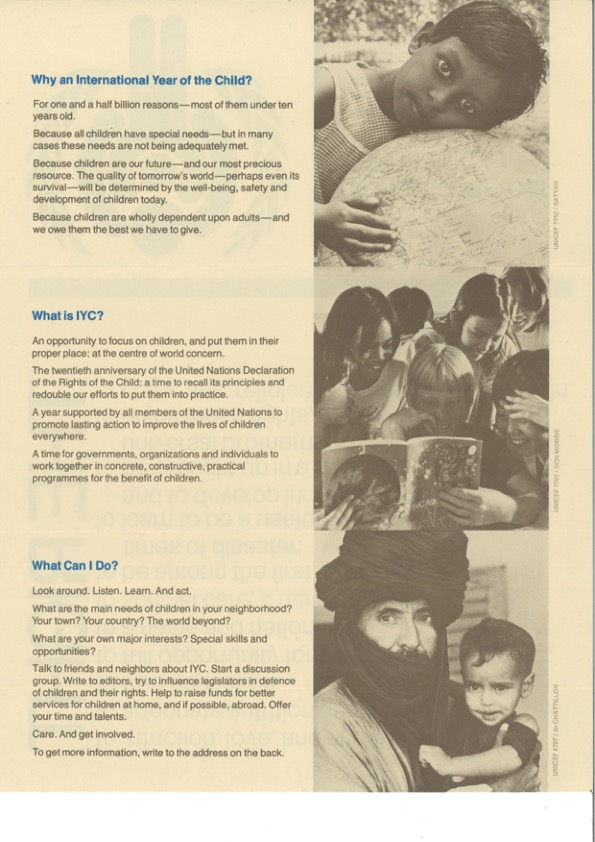 Why an International Year of the Child?
For one and a half billion reasons—most of them under ten
years old.
Because all children have special needs—but in many
cases these needs are not being adequately met.
Because children are our future—and our most precious
resource. The quality of tomorrow's world—perhaps even its
survival—will be determined by the well-being, safety and
development of children today.
Because children are wholly dependent upon adults—and
we owe them the best we have to give.
UNICEF 7752 / SATYAN
What is IYC?
An opportunity to focus on children, and put them in their
proper place: at the centre of world concern.
The twentieth anniversary of the United Nations Declaration
of the Rights of the Child: a time to recall its principles and
redouble our efforts to put them into practice.
A year supported by all members of the United Nations to
promote lasting action to improve the lives of children
everywhere.
A time for governments, organizations and individuals to
work together in concrete, constructive, practical
programmes for the benefit of children.
UNICEF 7753 / DON MORRIS
What Can I Do?
Look around. Listen. Learn. And act.
What are the main needs of children in your neighborhood?
Your town? Your country? The world beyond?
What are your own major interests? Special skills and
opportunities?
Talk to friends and neighbors about IYC. Start a discussion
group. Write to editors, try to influence legislators in defence
of children and their rights. Help to raise funds for better
services for children at home, and if possible, abroad. Offer
your time and talents.
Care. And get involved.
To get more information, write to the address on the back.
UNICEF 4797 / de CHATILLON